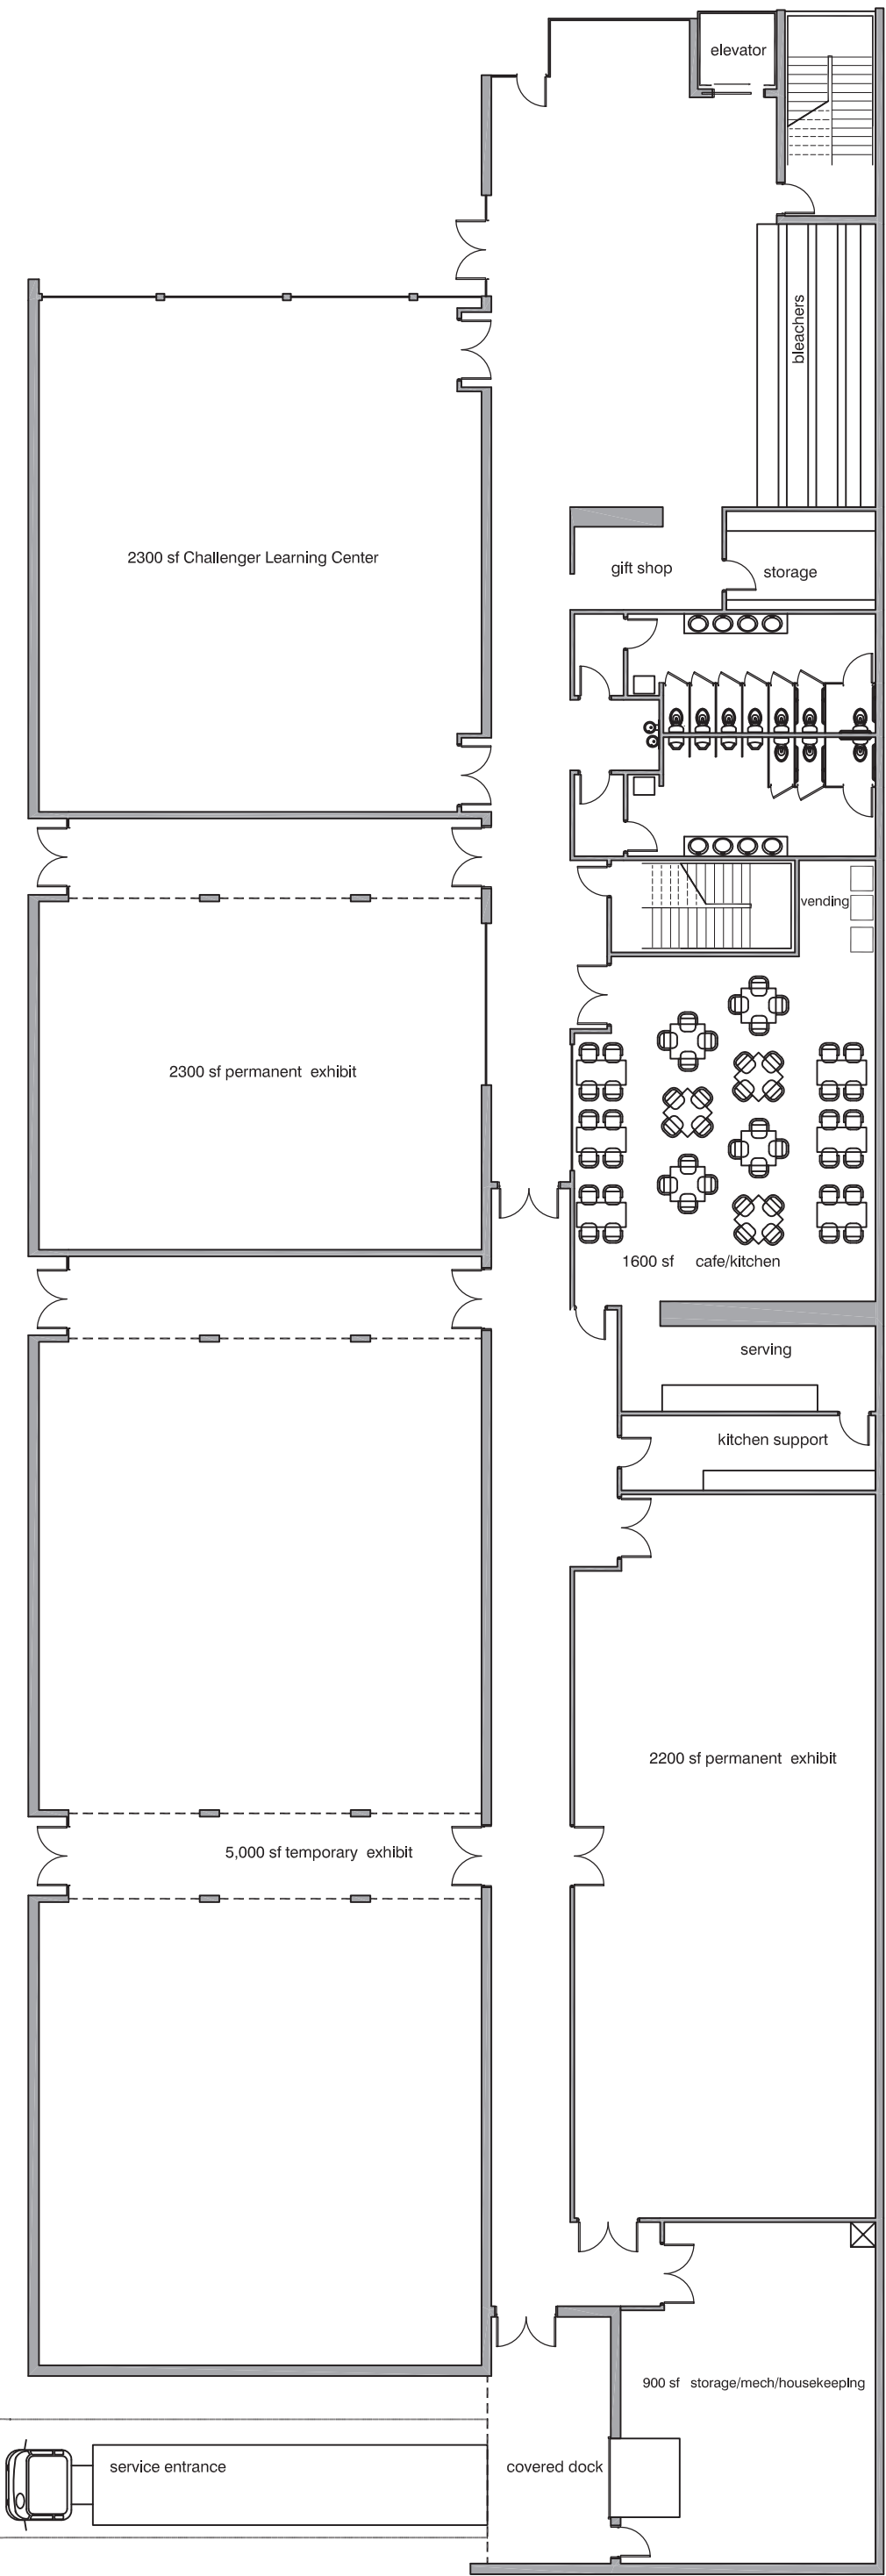 elevator
bleachers
2300 sf Challenger Learning Center
gift shop
storage
vending
2300 sf permanent exhibit
1600 sf cafe/kitchen
serving
kitchen support
2200 sf permanent exhibit
5,000 sf temporary exhibit
900 sf storage/mech/housekeeping
service entrance
covered dock